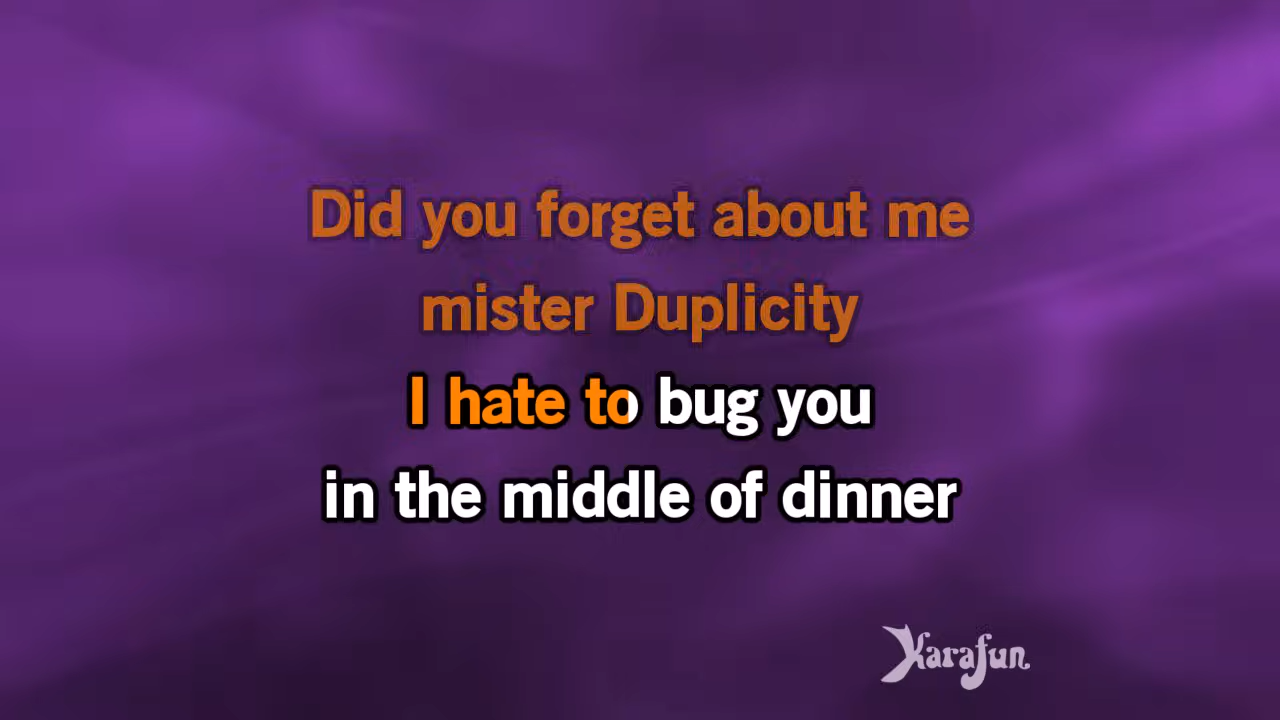 Did you forget about me
mister Duplicity
I hate to bug you
in the middle of dinner
Karafun